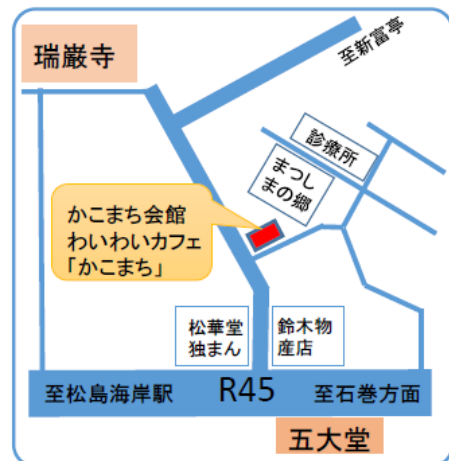 瑞巌寺
至新富亭
診療所
まつし
まの郷
かこまち会館
わいわいカフェ
「かこまち」
松華堂
独まん
鈴木物
産店
至松島海岸駅
R45
至石巻方面
五大堂